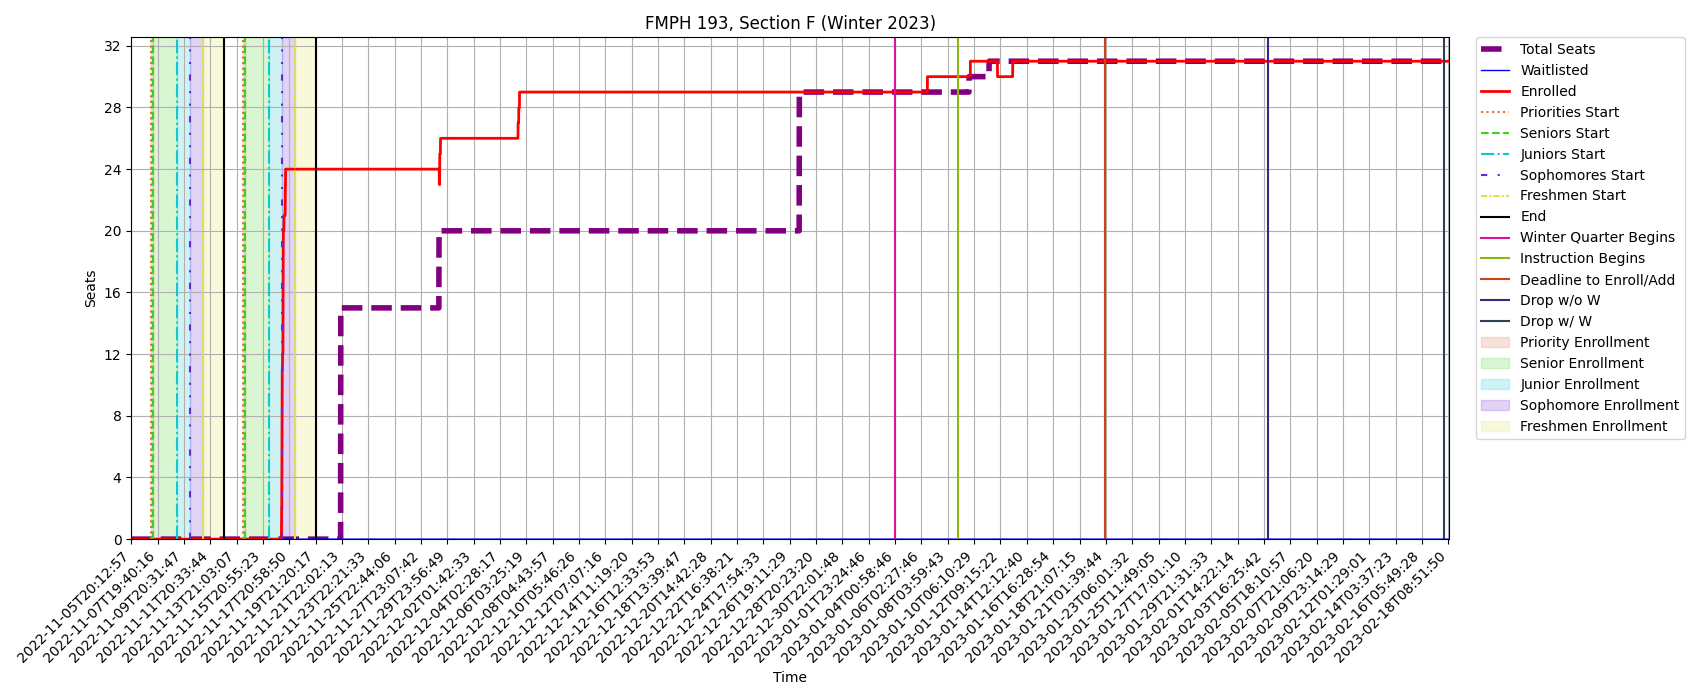 FMPH 193, Section F (Winter 2023)
32
28
24
20
16
12
8
4
0
Seats
2022-11-05T20:12:57
2022-11-07T19:40:16
2022-11-09T20:31:47
2022-11-11T20:33:44
2022-11-13T21:03:07
2022-11-15T20:55:23
2022-11-17T20:58:50
2022-11-19T21:20:17
2022-11-21T22:02:13
2022-11-23T22:21:33
2022-11-25T22:44:06
2022-11-27T23:07:42
2022-11-29T23:56:49
2022-12-02T01:42:33
2022-12-04T02:28:17
2022-12-06T03:25:19
2022-12-08T04:43:57
2022-12-10T05:46:26
2022-12-12T07:07:16
2022-12-14T11:19:20
2022-12-16T12:33:53
2022-12-18T13:39:47
2022-12-20T14:42:28
2022-12-22T16:38:21
2022-12-24T17:54:33
2022-12-26T19:11:29
2022-12-28T20:23:20
2022-12-30T22:01:48
2023-01-01T23:24:46
2023-01-04T00:58:46
2023-01-06T02:27:46
2023-01-08T03:59:43
2023-01-10T06:10:29
2023-01-12T09:15:22
2023-01-14T12:12:40
2023-01-16T16:28:54
2023-01-18T21:07:15
2023-01-21T01:39:44
2023-01-23T06:01:32
2023-01-25T11:49:05
2023-01-27T17:01:10
2023-01-29T21:31:33
2023-02-01T14:22:14
2023-02-03T16:25:42
2023-02-05T18:10:57
2023-02-07T21:06:20
2023-02-09T23:14:29
2023-02-12T01:29:01
2023-02-14T03:37:23
2023-02-16T05:49:28
2023-02-18T08:51:50
Time
Total Seats
Waitlisted
Enrolled
Priorities Start
Seniors Start
Juniors Start
Sophomores Start
Freshmen Start
End
Winter Quarter Begins
Instruction Begins
Deadline to Enroll/Add
Drop w/o W
Drop w/ W
Priority Enrollment
Senior Enrollment
Junior Enrollment
Sophomore Enrollment
Freshmen Enrollment